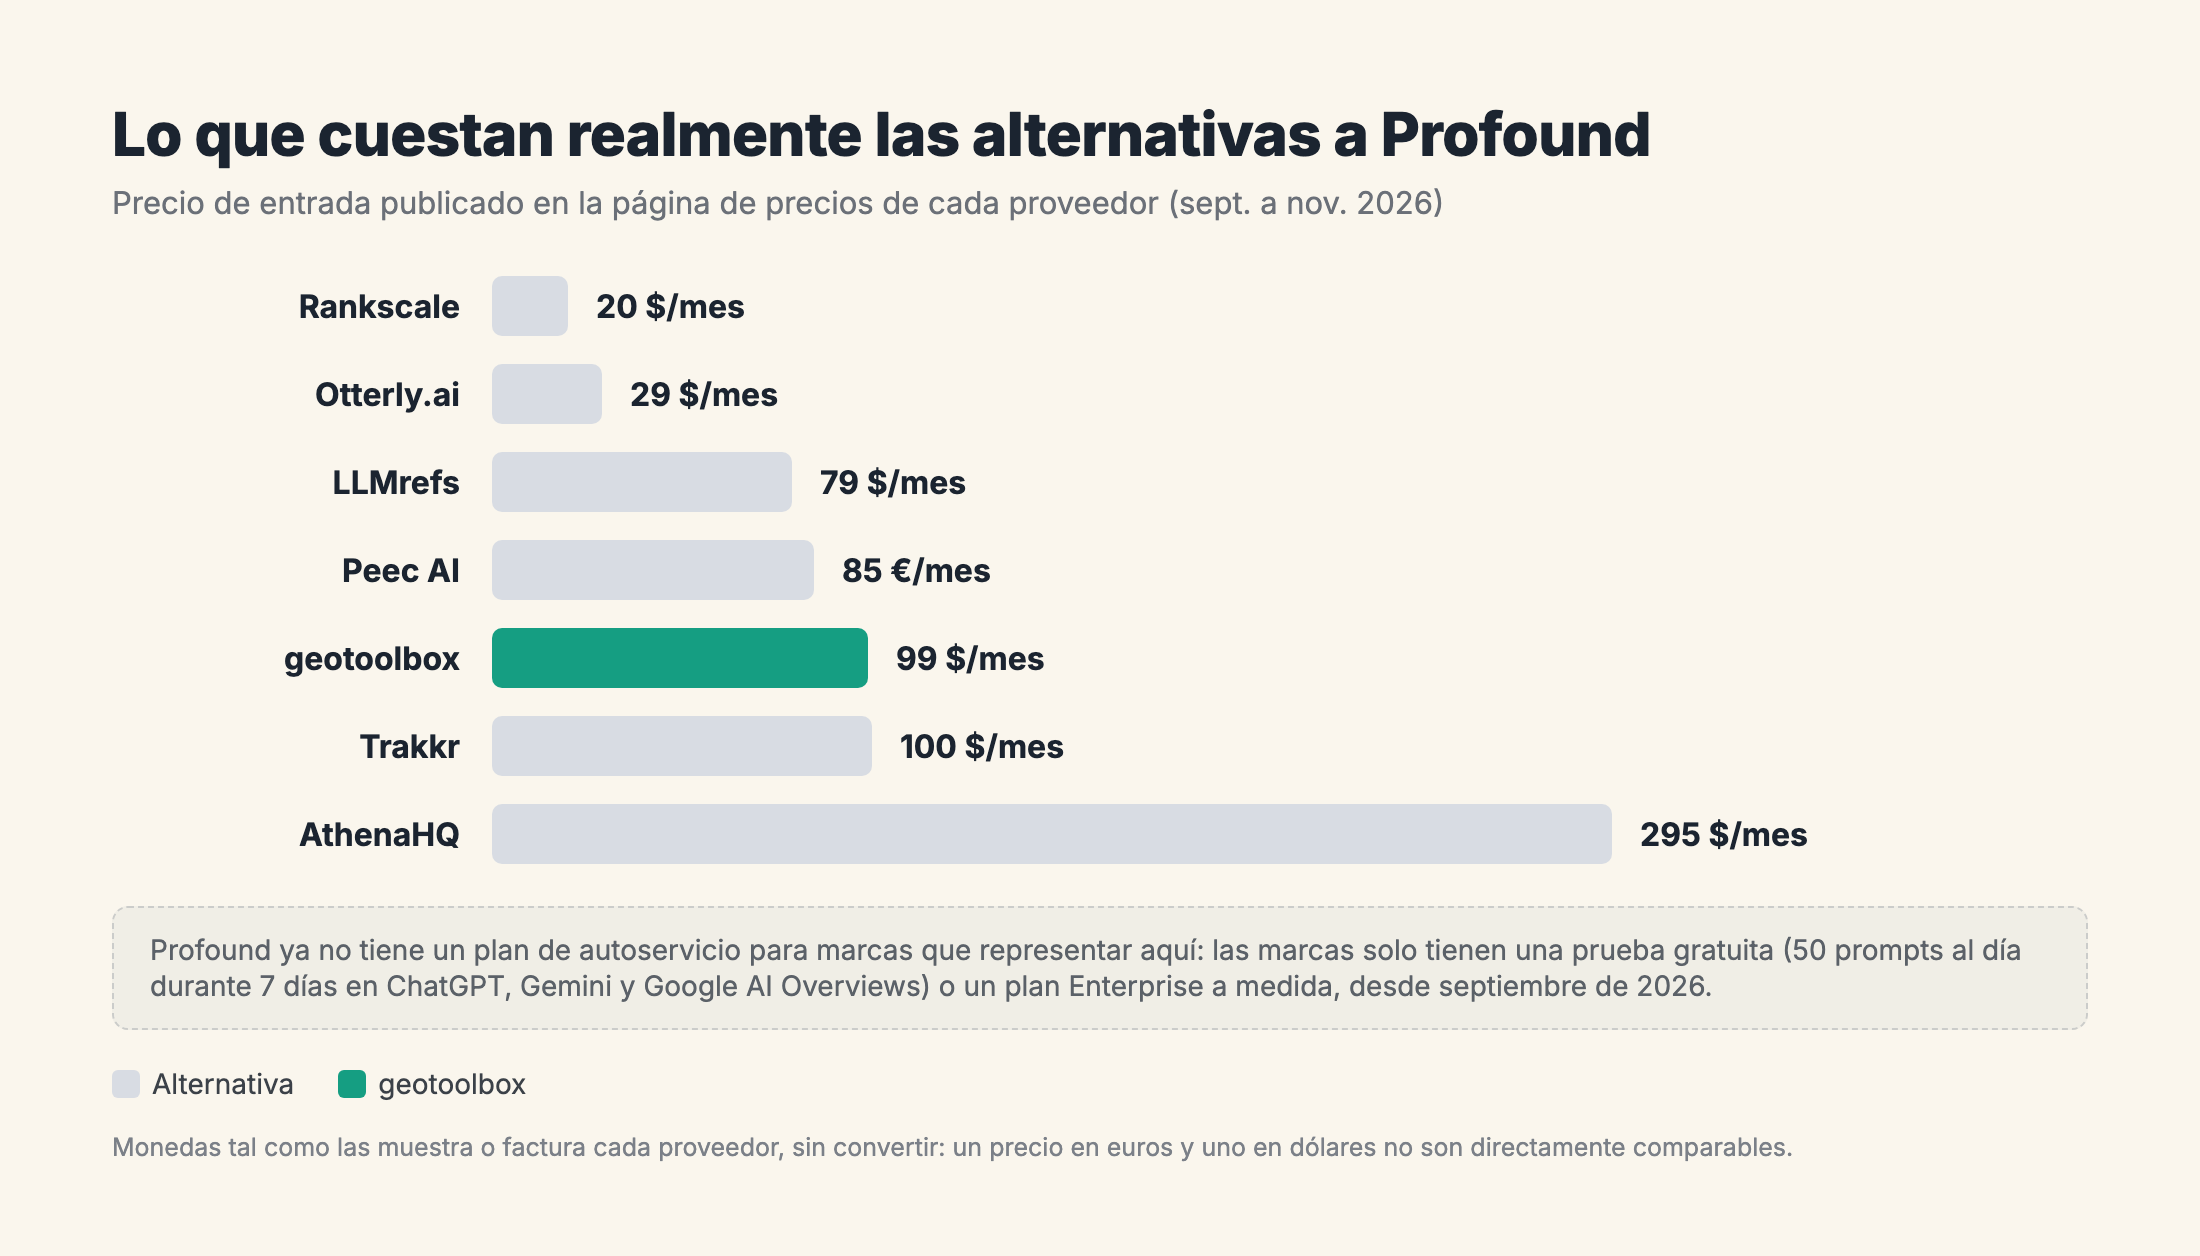 Lo que cuestan realmente las alternativas a Profound
Precio de entrada publicado en la página de precios de cada proveedor (sept. a nov. 2026)
Rankscale 20 $/mes
Otterly.ai 29 $/mes
LLMrefs 79 $/mes
Peec AI 85 €/mes
geotoolbox 99 $/mes
Trakkr 100 $/mes
AthenaHQ 295 $/mes
Profound ya no tiene un plan de autoservicio para marcas que representar aquí: las marcas solo tienen una prueba gratuita (50 prompts al día
durante 7 días en ChatGPT, Gemini y Google AI Overviews) o un plan Enterprise a medida, desde septiembre de 2026.
Alternativa geotoolbox
Monedas tal como las muestra o factura cada proveedor, sin convertir: un precio en euros y uno en dólares no son directamente comparables.